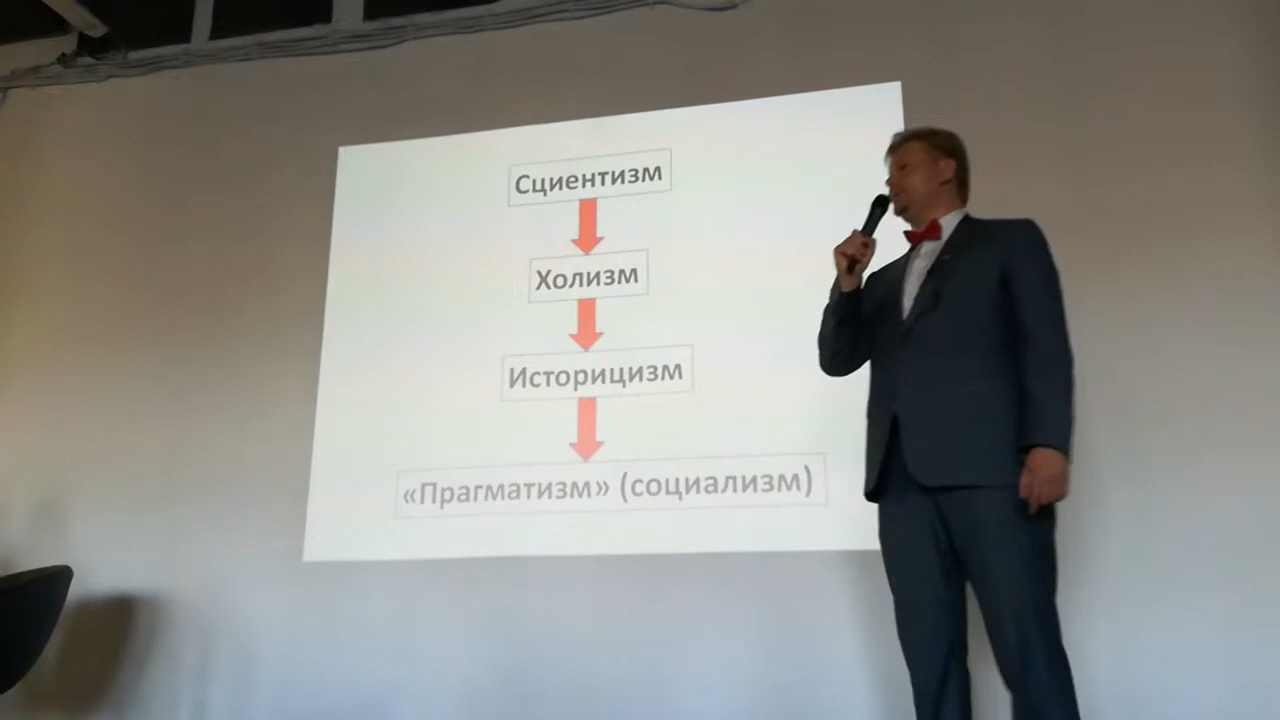 Сциентизм
Холизм
Историцизм
«Прагматизм» (социализм)